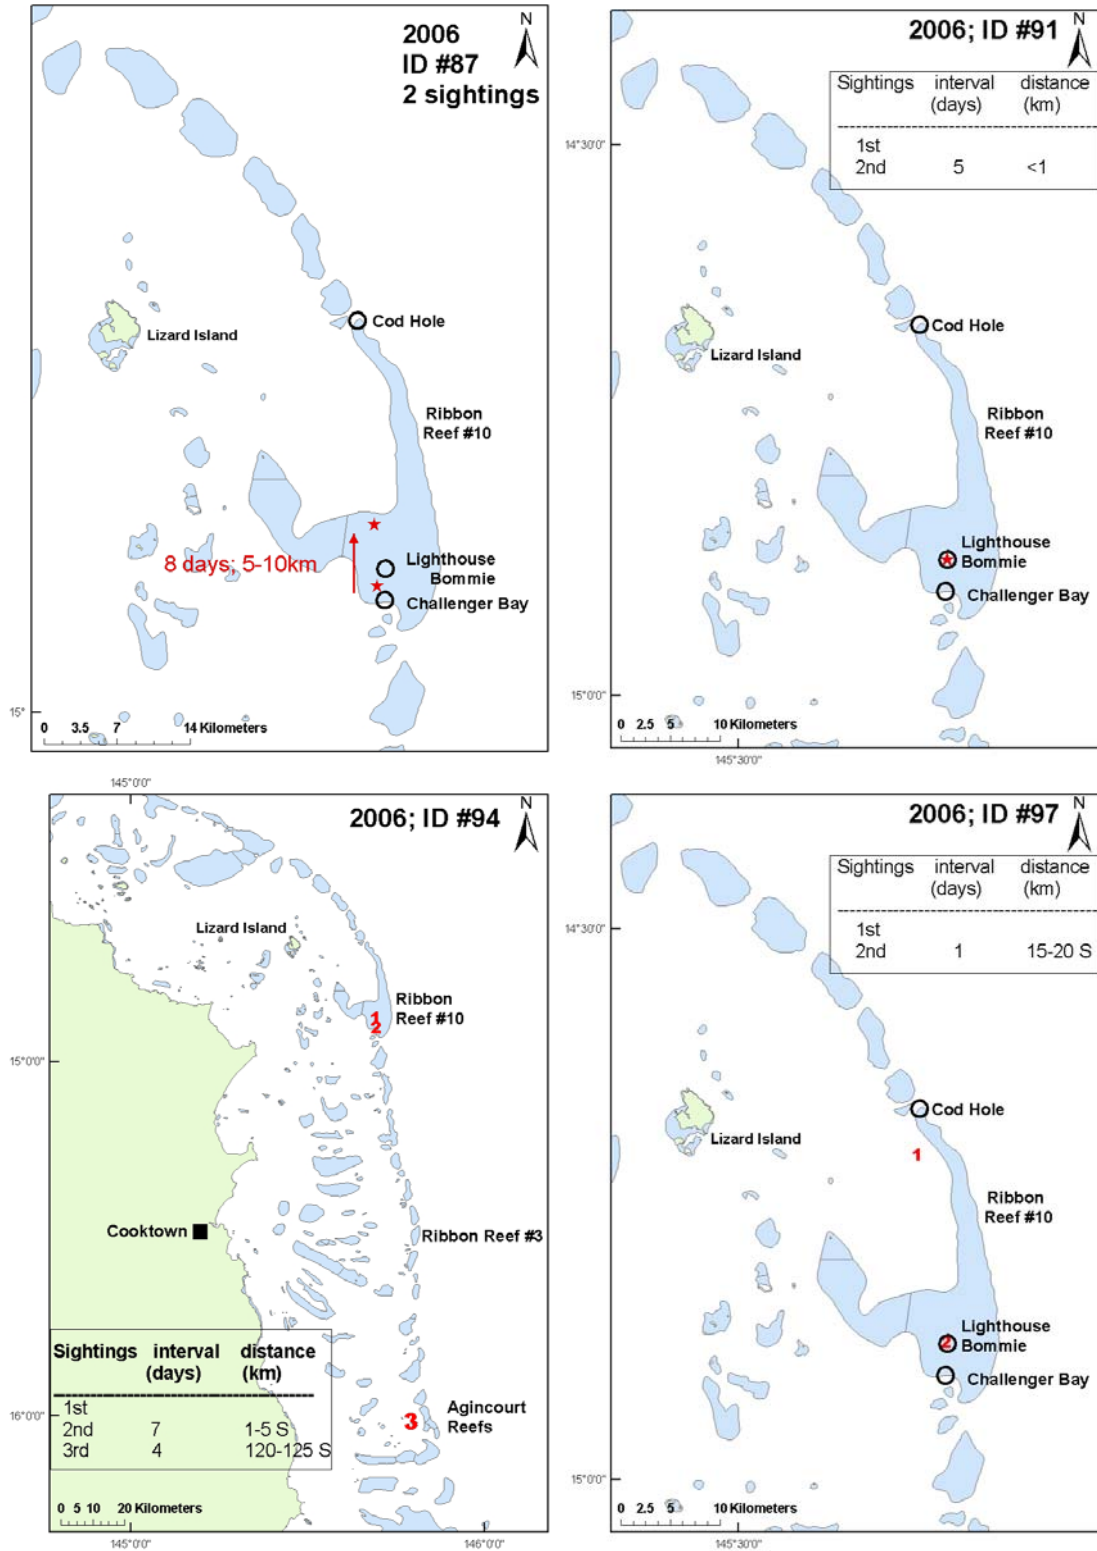 2006
ID #87
2 sightings
N
Cod Hole
Lizard Island
Ribbon
Reef #10
8 days; 5-10km
Lighthouse
Bommie
Challenger Bay
15°
0 3.5 7 14 Kilometers
2006; ID #91
N
Sightings interval distance
(days) (km)
1st
2nd 5 <1
14°30'0"
Cod Hole
Lizard Island
Ribbon
Reef #10
Lighthouse
Bommie
Challenger Bay
15°0'0"
0 2.5 5 10 Kilometers
145°30'0"
145°0'0"
2006; ID #94
N
Lizard Island
Ribbon
Reef #10
1
2
15°0'0"
Cooktown
Ribbon Reef #3
Sightings interval distance
(days) (km)
1st
2nd 7 1-5 S
3rd 4 120-125 S
Agincourt
Reefs
3
16°0'0"
0 5 10 20 Kilometers
145°0'0" 146°0'0"
2006; ID #97
N
Sightings interval distance
(days) (km)
1st
2nd 1 15-20 S
14°30'0"
Cod Hole
Lizard Island
1
Ribbon
Reef #10
2
Lighthouse
Bommie
Challenger Bay
15°0'0"
0 2.5 5 10 Kilometers
145°30'0"